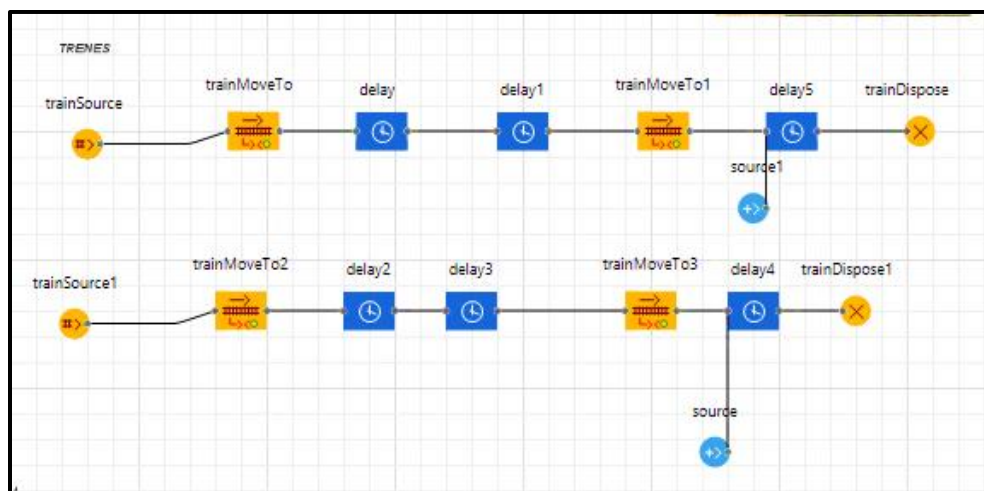 TRENES
trainSource
trainMoveTo
delay
delay1
trainMoveTo1
delay5
trainDispose
source1
trainSource1
trainMoveTo2
delay2
delay3
trainMoveTo3
delay4
trainDispose1
source